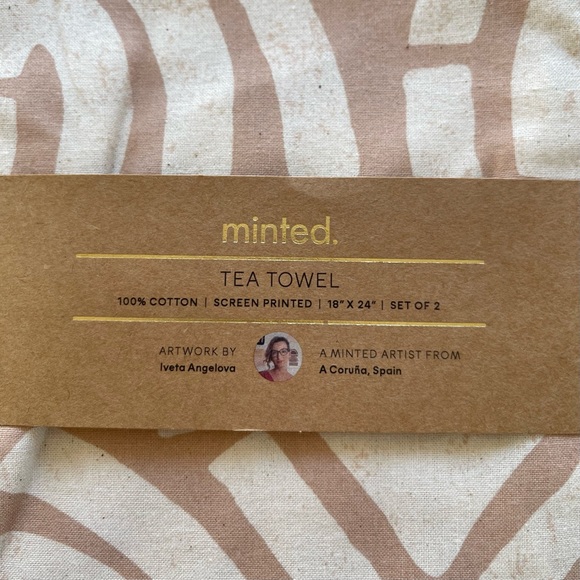 minted.
TEA TOWEL
100% COTTON | SCREEN PRINTED | 18" X 24" | SET OF 2
ARTWORK BY
Iveta Angelova
A MINTED ARTIST FROM
A Coruña, Spain